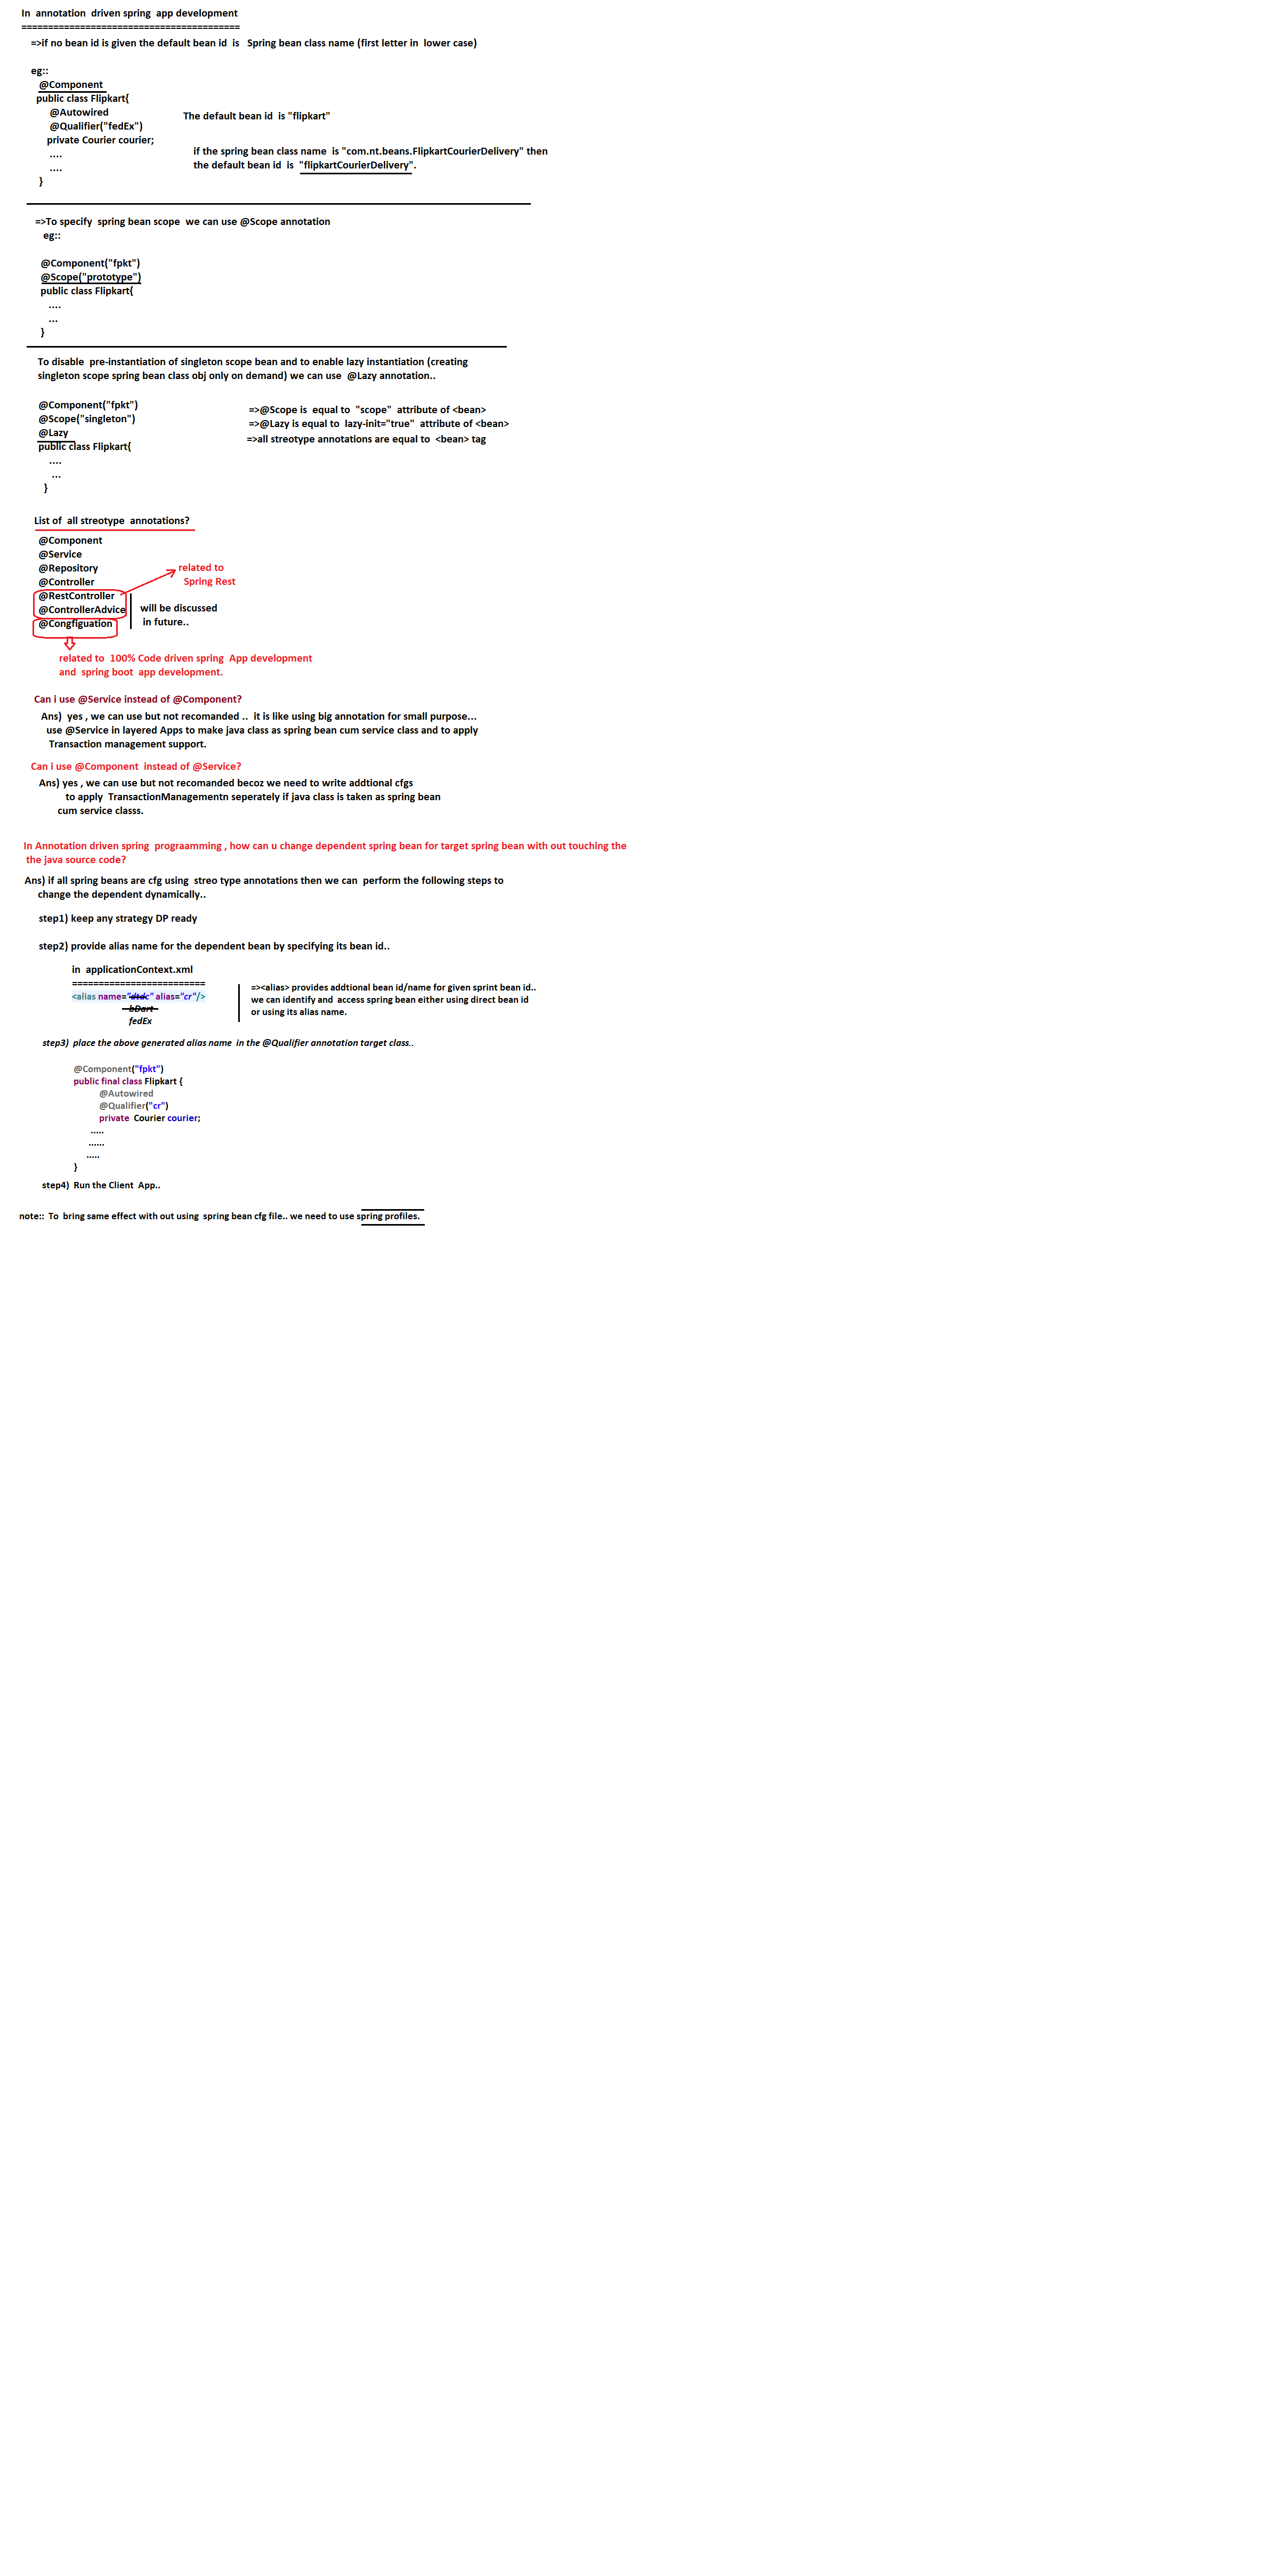 In annotation driven spring app development
=========================================
=>if no bean id is given the default bean id is Spring bean class name (first letter in lower case)
eg::
@Component
public class Flipkart{
@Autowired
The default bean id is "flipkart"
@Qualifier("fedEx")
private Courier courier;
....
if the spring bean class name is "com.nt.beans.FlipkartCourierDelivery" then
the default bean id is "flipkartCourierDelivery".
....
}
=>To specify spring bean scope we can use @Scope annotation
eg::
@Component("fpkt")
@Scope("prototype")
public class Flipkart{
....
...
}
To disable pre-instantiation of singleton scope bean and to enable lazy instantiation (creating
singleton scope spring bean class obj only on demand) we can use @Lazy annotation..
@Component("fpkt")
@Scope("singleton")
@Lazy
public class Flipkart{
....
...
}
=>@Scope is equal to "scope" attribute of <bean>
=>@Lazy is equal to lazy-init="true" attribute of <bean>
=>all streotype annotations are equal to <bean> tag
List of all streotype annotations?
@Component
@Service
@Repository
@Controller
@RestController
@ControllerAdvice
@Congfiguation
related to
Spring Rest
will be discussed
in future..
related to 100% Code driven spring App development
and spring boot app development.
Can i use @Service instead of @Component?
Ans) yes , we can use but not recomanded .. it is like using big annotation for small purpose...
use @Service in layered Apps to make java class as spring bean cum service class and to apply
Transaction management support.
Can i use @Component instead of @Service?
Ans) yes , we can use but not recomanded becoz we need to write addtional cfgs
to apply TransactionManagementn seperately if java class is taken as spring bean
cum service classs.
In Annotation driven spring prograamming , how can u change dependent spring bean for target spring bean with out touching the
the java source code?
Ans) if all spring beans are cfg using streo type annotations then we can perform the following steps to
change the dependent dynamically..
step1) keep any strategy DP ready
step2) provide alias name for the dependent bean by specifying its bean id..
in applicationContext.xml
=========================
<alias name="dtdc" alias="cr"/>
bDart
fedEx
=><alias> provides addtional bean id/name for given sprint bean id..
we can identify and access spring bean either using direct bean id
or using its alias name.
step3) place the above generated alias name in the @Qualifier annotation target class..
@Component("fpkt")
public final class Flipkart {
@Autowired
@Qualifier("cr")
private Courier courier;
.....
......
.....
}
step4) Run the Client App..
note:: To bring same effect with out using spring bean cfg file.. we need to use spring profiles.